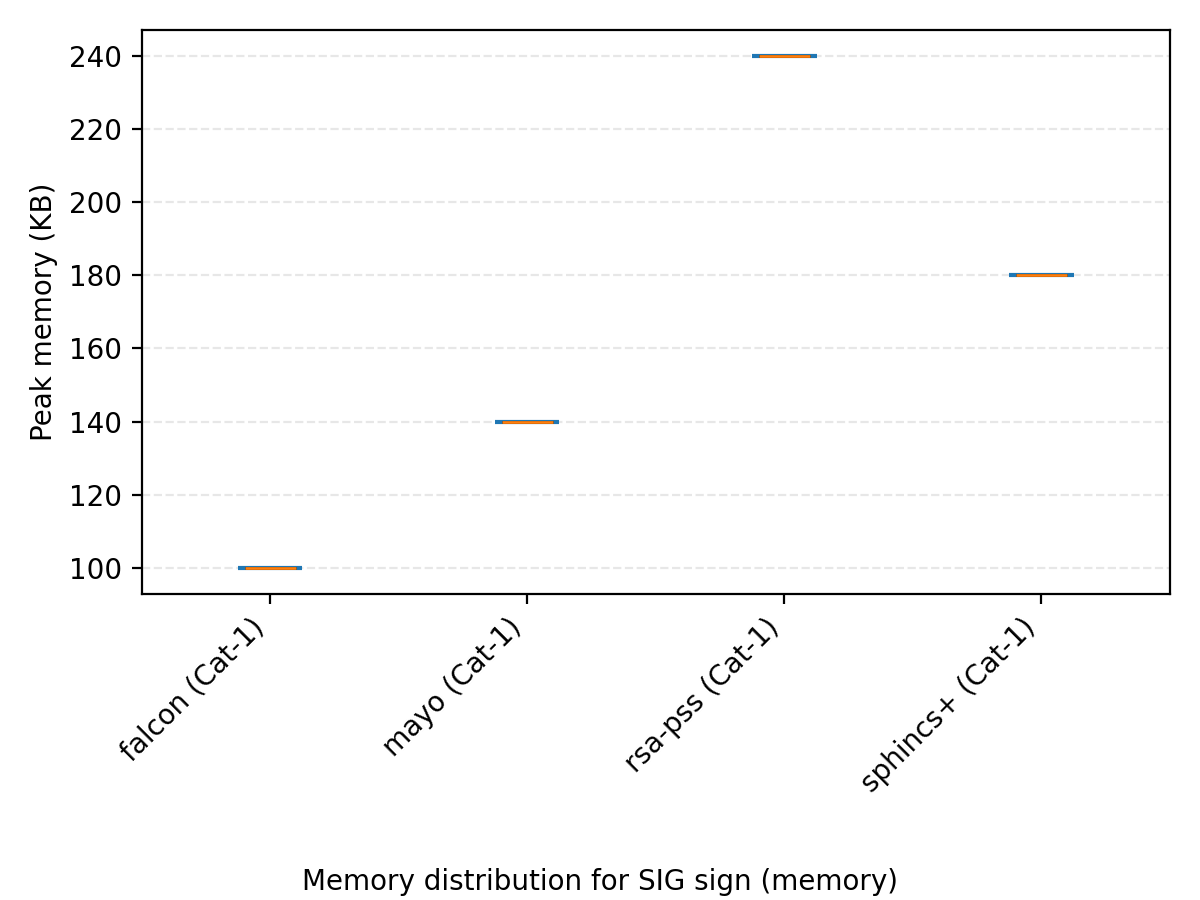 240
220
200
180
160
140
120
100
Peak memory (KB)
falcon (Cat-1)
mayo (Cat-1)
rsa-pss (Cat-1)
sphincs+ (Cat-1)
Memory distribution for SIG sign (memory)